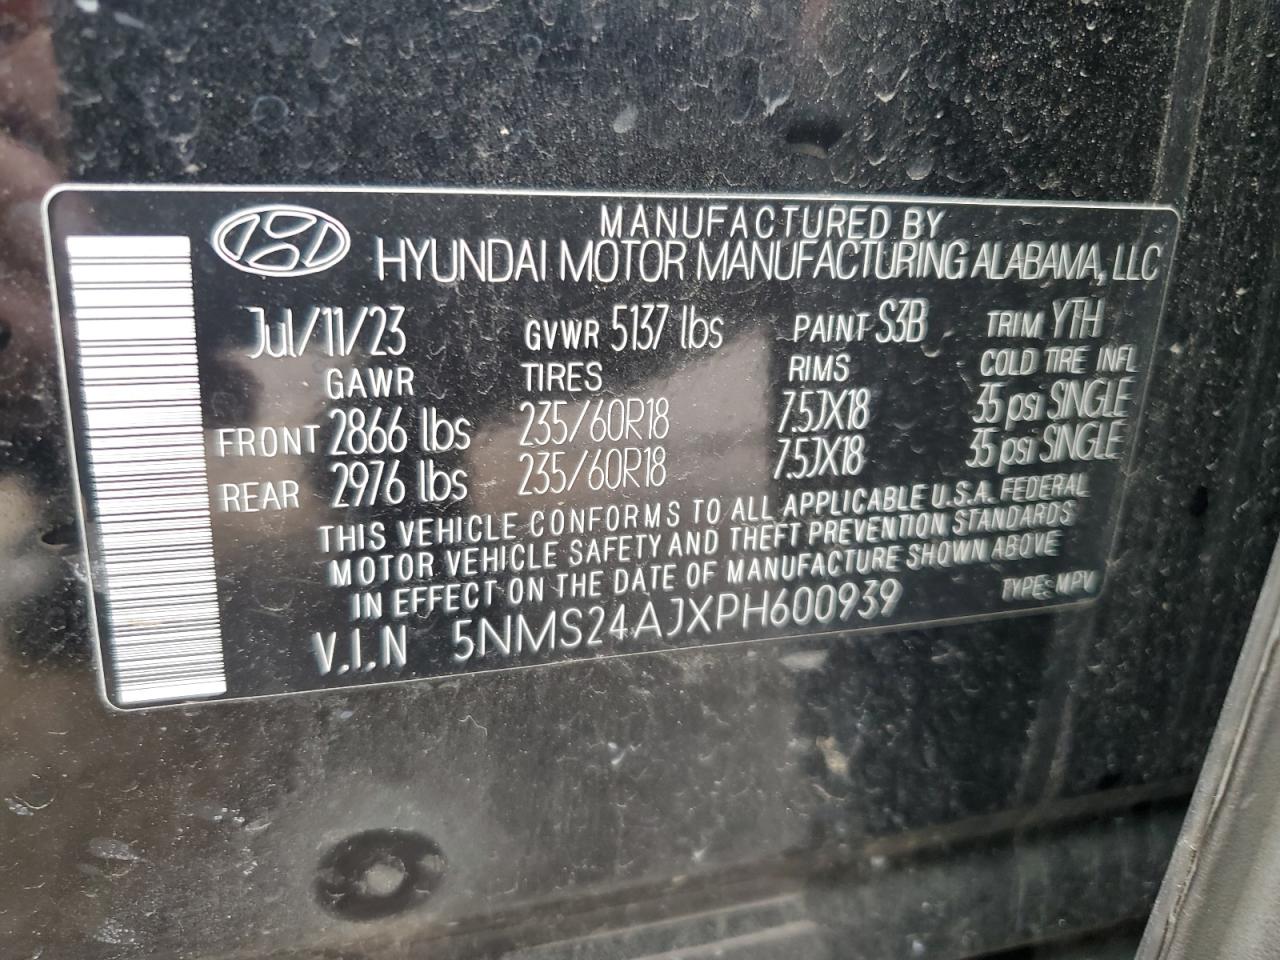 MANUFACTURED BY
HYUNDAI MOTOR MANUFACTURING ALABAMA, LLC
Jul/11/23 GVWR 5137 lbs PAINT S3B TRIM YTH
GAWR TIRES RIMS COLD TIRE INFL
FRONT 2866 lbs 235/60R18 7.5JX18 35 psi SINGLE
REAR 2976 lbs 235/60R18 7.5JX18 35 psi SINGLE
THIS VEHICLE CONFORMS TO ALL APPLICABLE U.S.A. FEDERAL
MOTOR VEHICLE SAFETY AND THEFT PREVENTION STANDARDS
IN EFFECT ON THE DATE OF MANUFACTURE SHOWN ABOVE
V.I.N 5NMS24AJXPH600939 TYPE: MPV